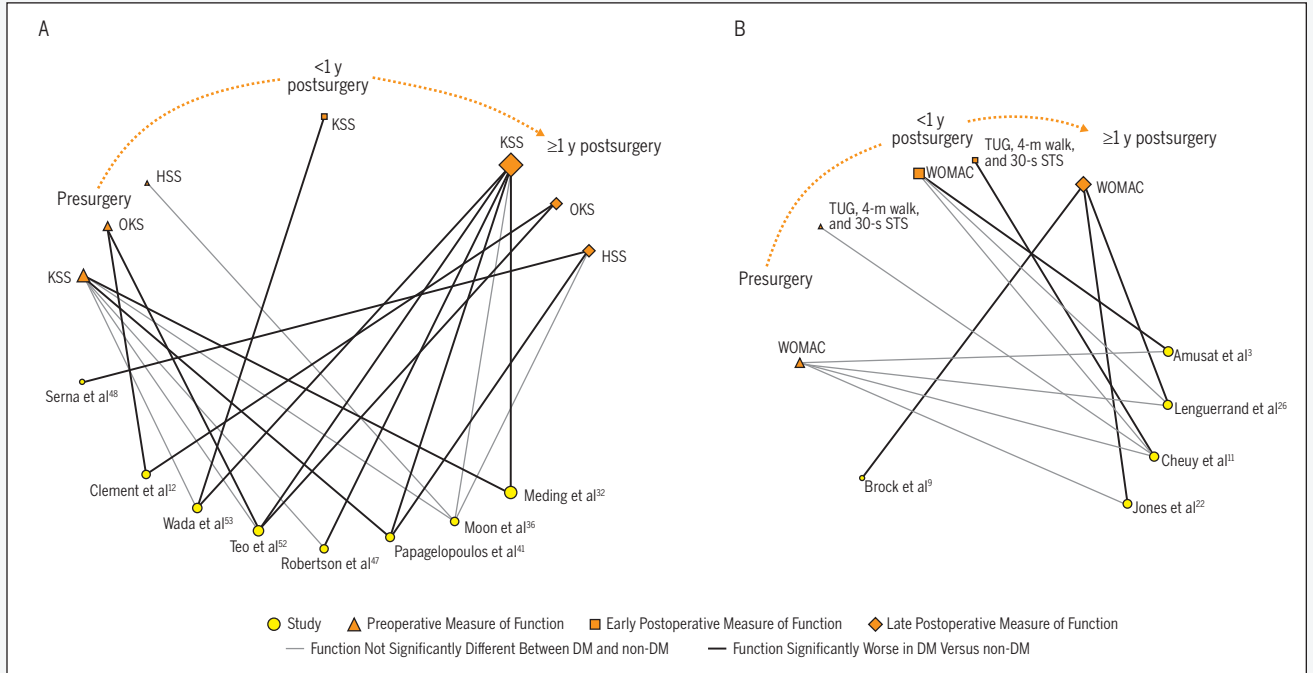 A
<1 y
postsurgery
KSS
KSS
≥1 y postsurgery
HSS
Presurgery
OKS
OKS
KSS
HSS
Serna et al48
Clement et al12
Wada et al53
Teo et al52
Robertson et al47
Papagelopoulos et al41
Moon et al36
Meding et al32
B
<1 y
postsurgery
≥1 y postsurgery
TUG, 4-m walk,
and 30-s STS
WOMAC
WOMAC
TUG, 4-m walk,
and 30-s STS
Presurgery
WOMAC
Amusat et al3
Lenguerrand et al26
Cheuy et al11
Brock et al9
Jones et al22
Study
Preoperative Measure of Function
Early Postoperative Measure of Function
Late Postoperative Measure of Function
Function Not Significantly Different Between DM and non-DM
Function Significantly Worse in DM Versus non-DM